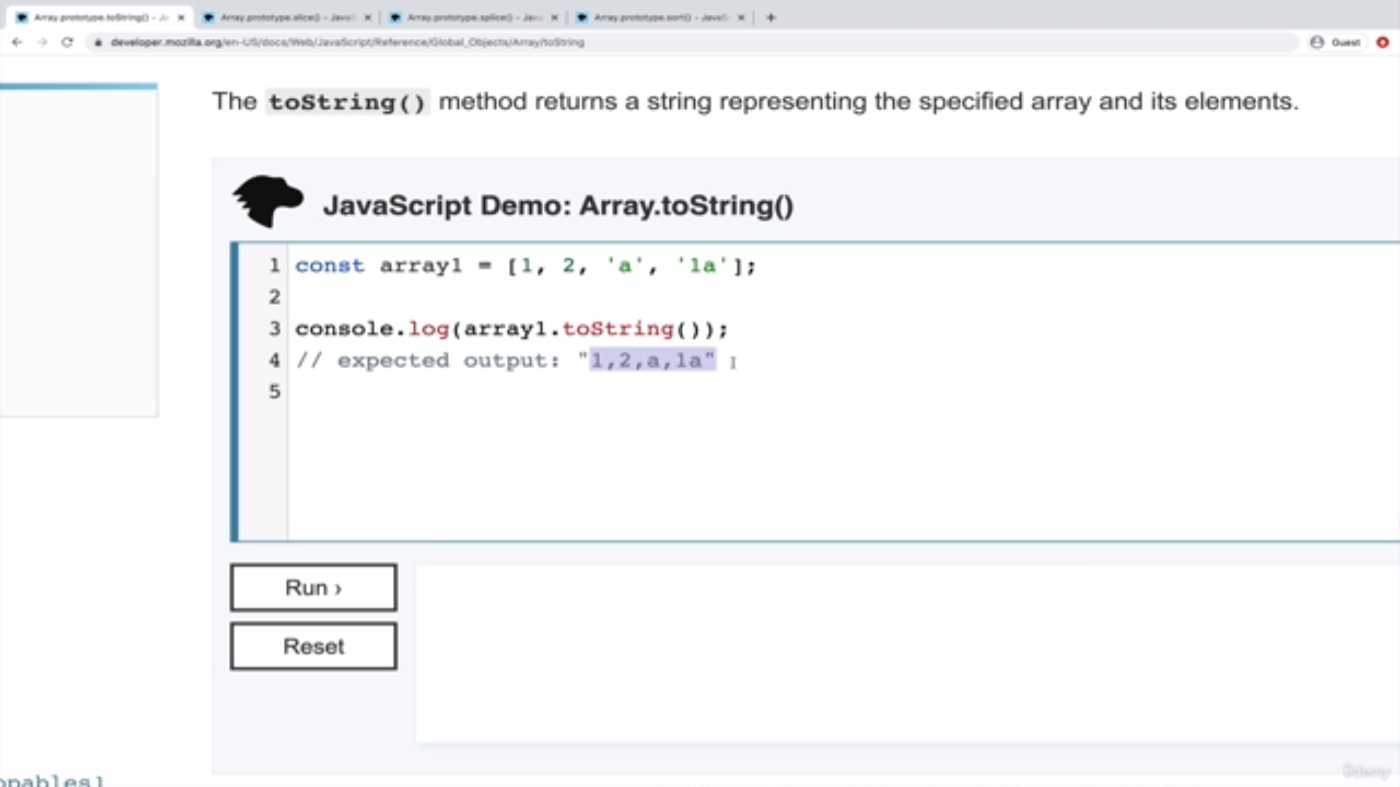 Array.prototype.toString() - Ja
Array.prototype.slice() - JavaS
Array.prototype.splice() - Java
Array.prototype.sort() - JavaS
developer.mozilla.org/en-US/docs/Web/JavaScript/Reference/Global_Objects/Array/toString
Guest
The toString() method returns a string representing the specified array and its elements.
JavaScript Demo: Array.toString()
1 const array1 = [1, 2, 'a', '1a'];
2
3 console.log(array1.toString());
4 // expected output: "1,2,a,1a"
5
Run ›
Reset
opables]
Udemy